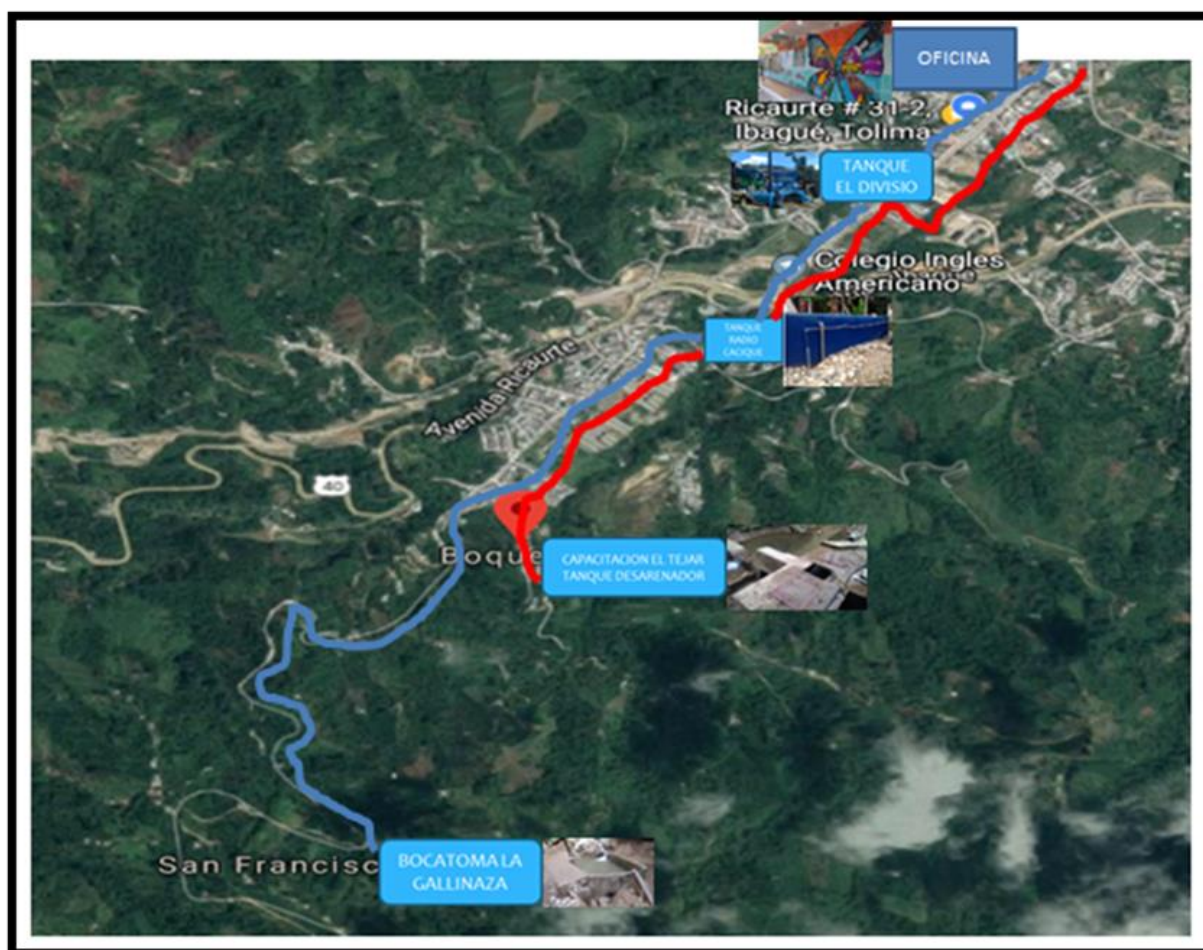 OFICINA
Ricaurte # 31-2,
Ibagué, Tolima
TANQUE
EL DIVISIO
Colegio Ingles
Americano
TANQUE
RADIO
CACIQUE
Avenida Ricaurte
40
Boque
CAPACITACION EL TEJAR
TANQUE DESARENADOR
San Francisc
BOCATOMA LA
GALLINAZA